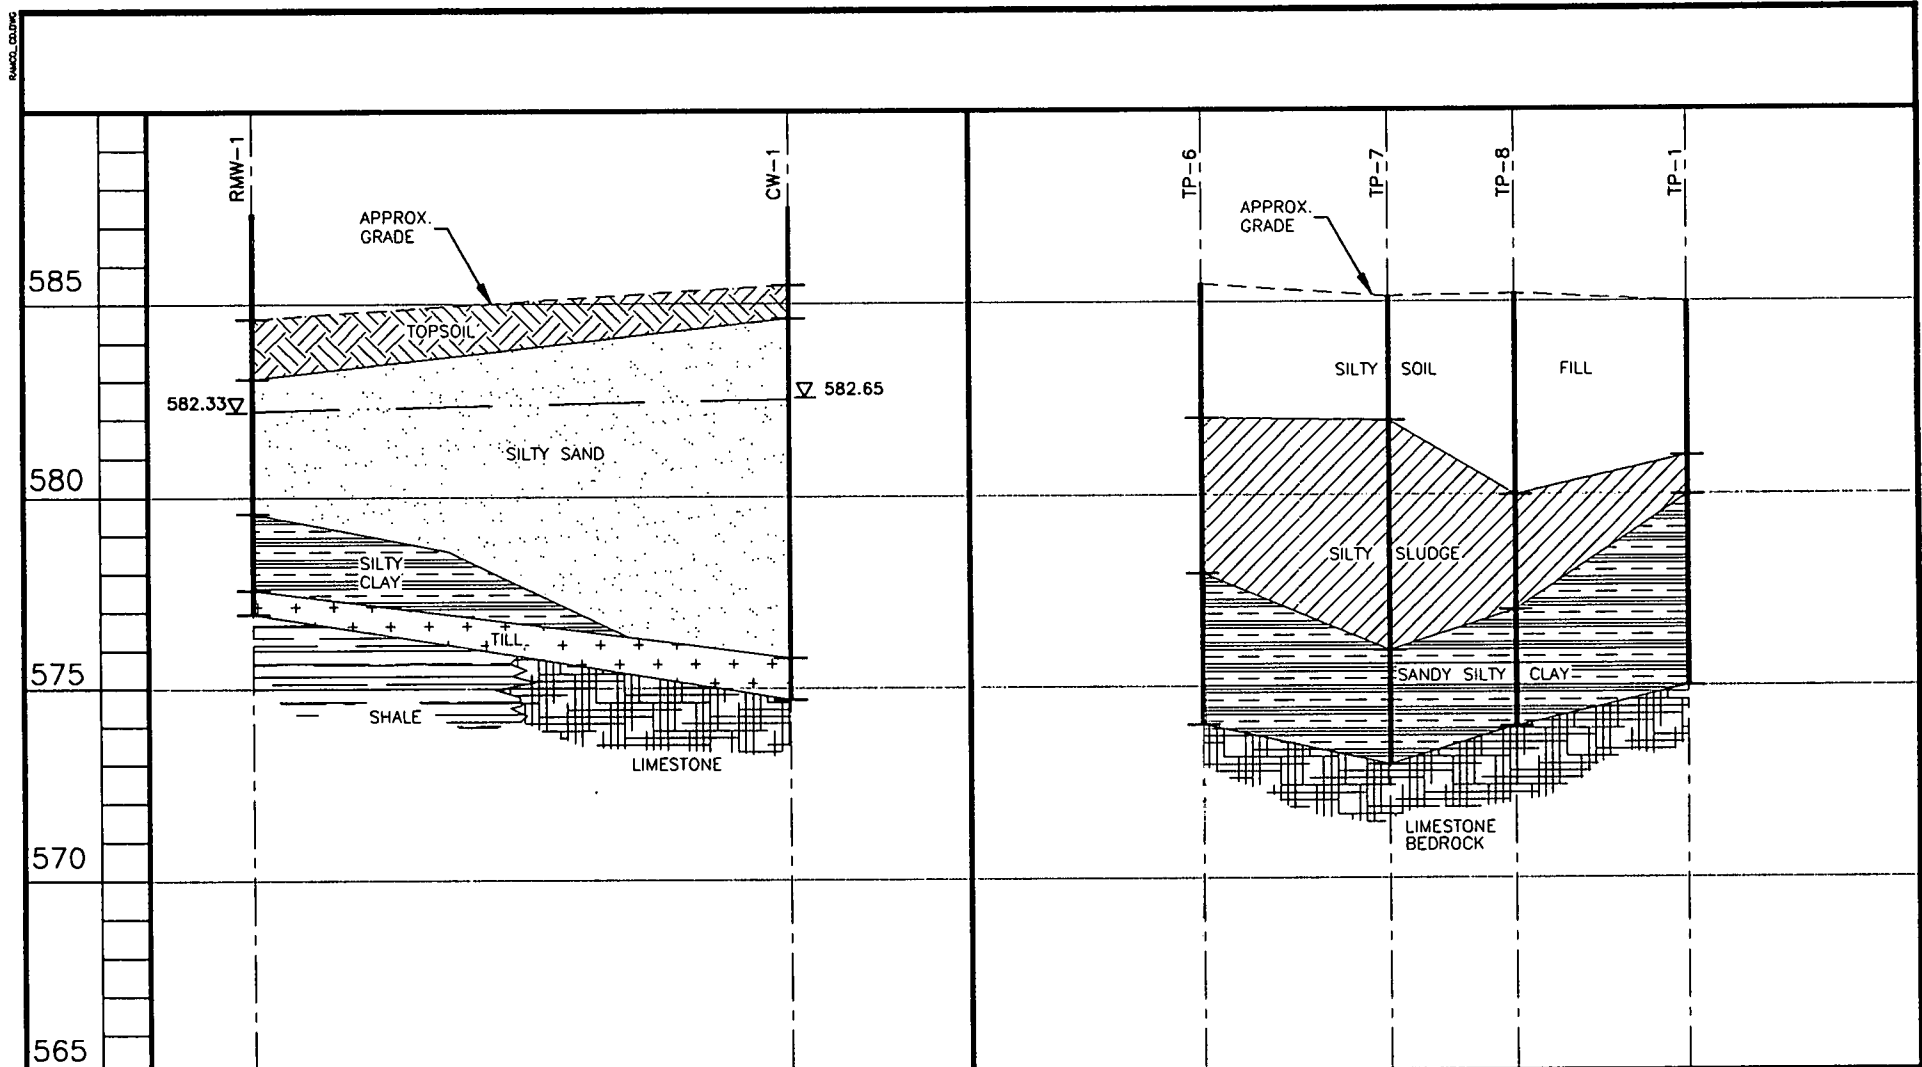 RAMCO_CD.DWG
RMW-1
CW-1
TP-6
TP-7
TP-8
TP-1
APPROX.
GRADE
APPROX.
GRADE
585
TOPSOIL
SILTY SOIL FILL
582.33
582.65
SILTY SAND
580
SILTY
CLAY
SILTY SLUDGE
TILL
575
SANDY SILTY CLAY
SHALE
LIMESTONE
LIMESTONE
BEDROCK
570
565